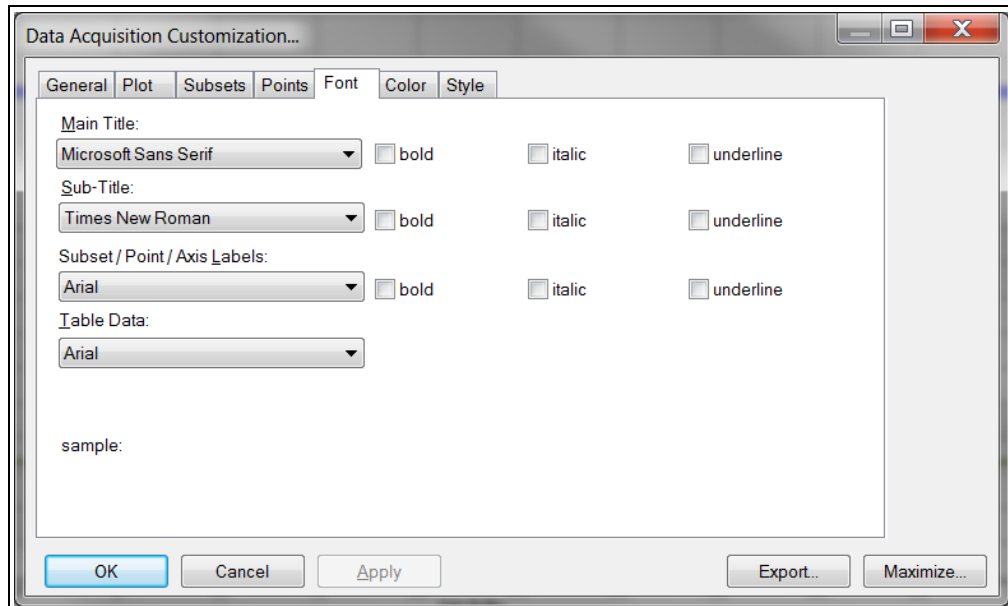 Data Acquisition Customization...
General Plot Subsets Points Font Color Style
Main Title:
Microsoft Sans Serif bold italic underline
Sub-Title:
Times New Roman bold italic underline
Subset / Point / Axis Labels:
Arial bold italic underline
Table Data:
Arial
sample:
OK Cancel Apply Export... Maximize...